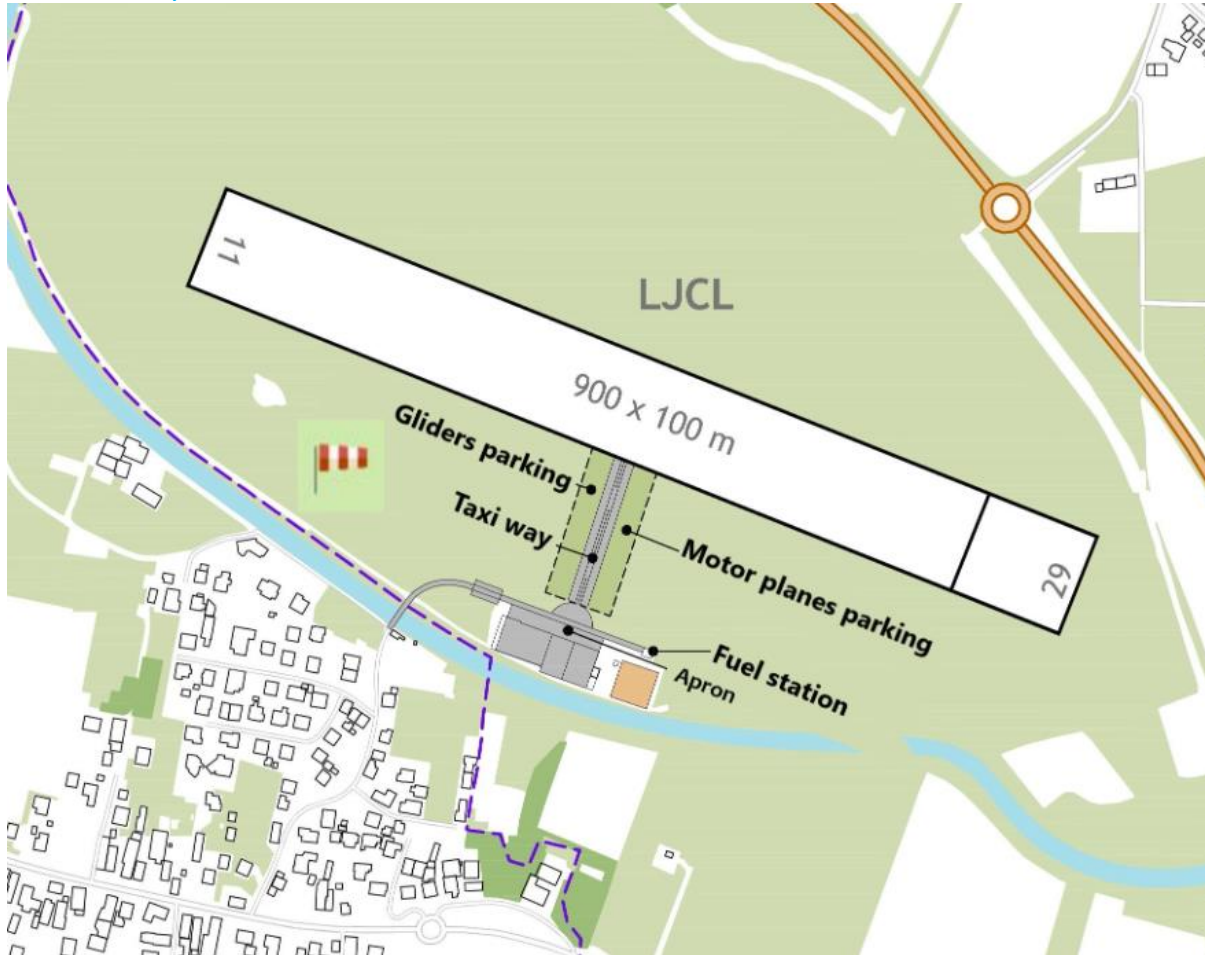 11
LJCL
900 x 100 m
Gliders parking
Taxi way
Motor planes parking
29
Fuel station
Apron